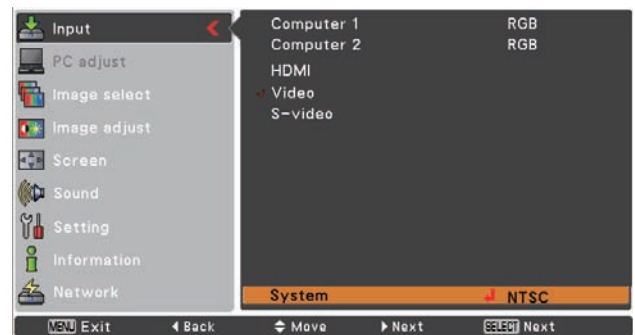 Input
PC adjust
Image select
Image adjust
Screen
Sound
Setting
Information
Network
Computer 1 RGB
Computer 2 RGB
HDMI
Video
S-video
System NTSC
MENU Exit Back Move Next SELECT Next